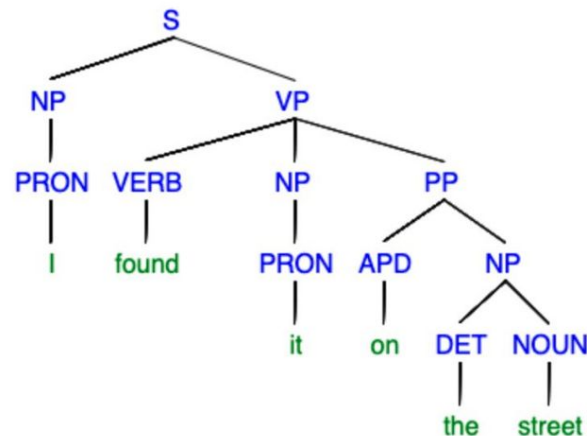 S
NP VP
PRON VERB NP PP
I found PRON APD NP
it on DET NOUN
the street